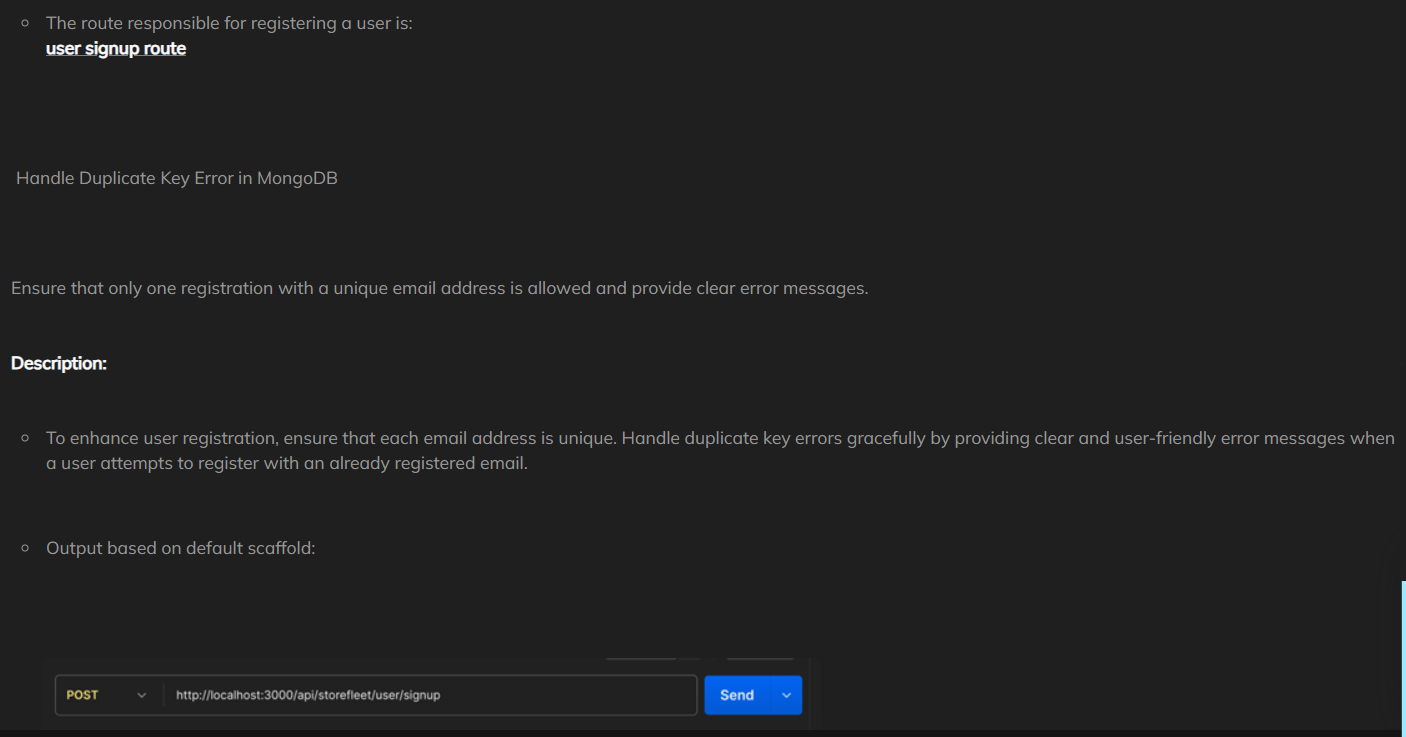 The route responsible for registering a user is:
user signup route
Handle Duplicate Key Error in MongoDB
Ensure that only one registration with a unique email address is allowed and provide clear error messages.
Description:
To enhance user registration, ensure that each email address is unique. Handle duplicate key errors gracefully by providing clear and user-friendly error messages when
a user attempts to register with an already registered email.
Output based on default scaffold:
POST http://localhost:3000/api/storefleet/user/signup Send